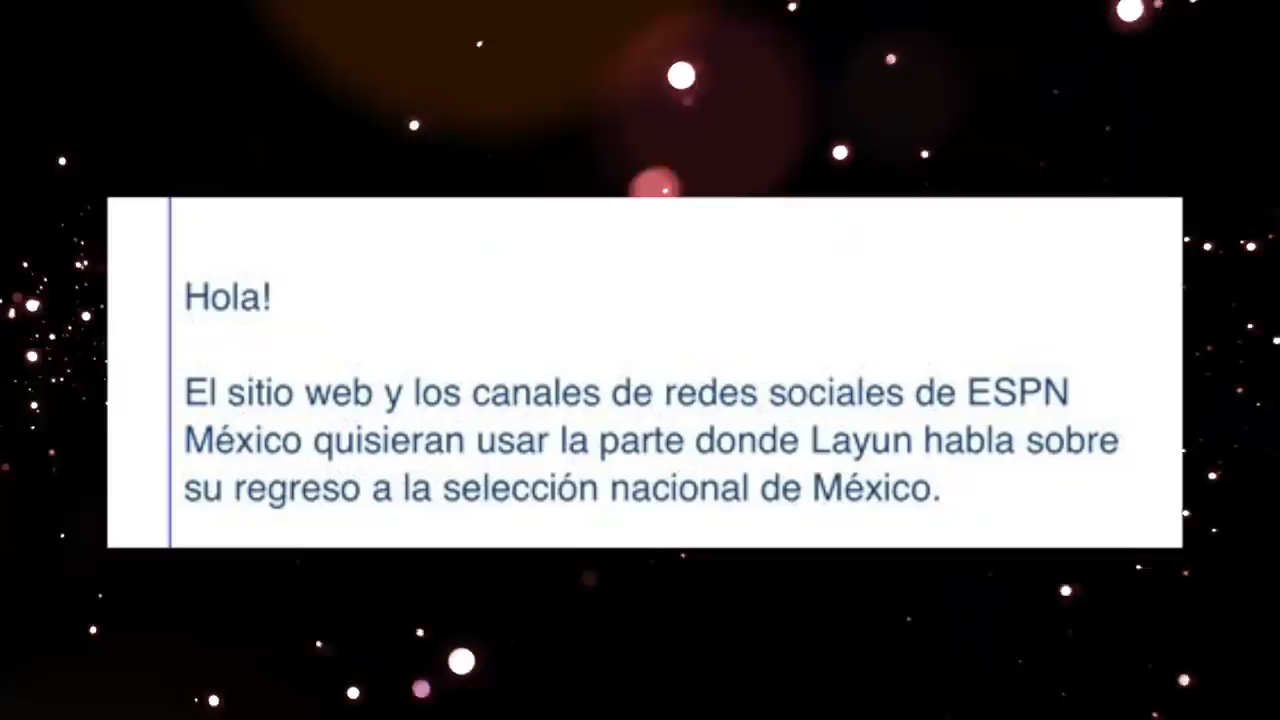 Hola!
El sitio web y los canales de redes sociales de ESPN
México quisieran usar la parte donde Layun habla sobre
su regreso a la selección nacional de México.